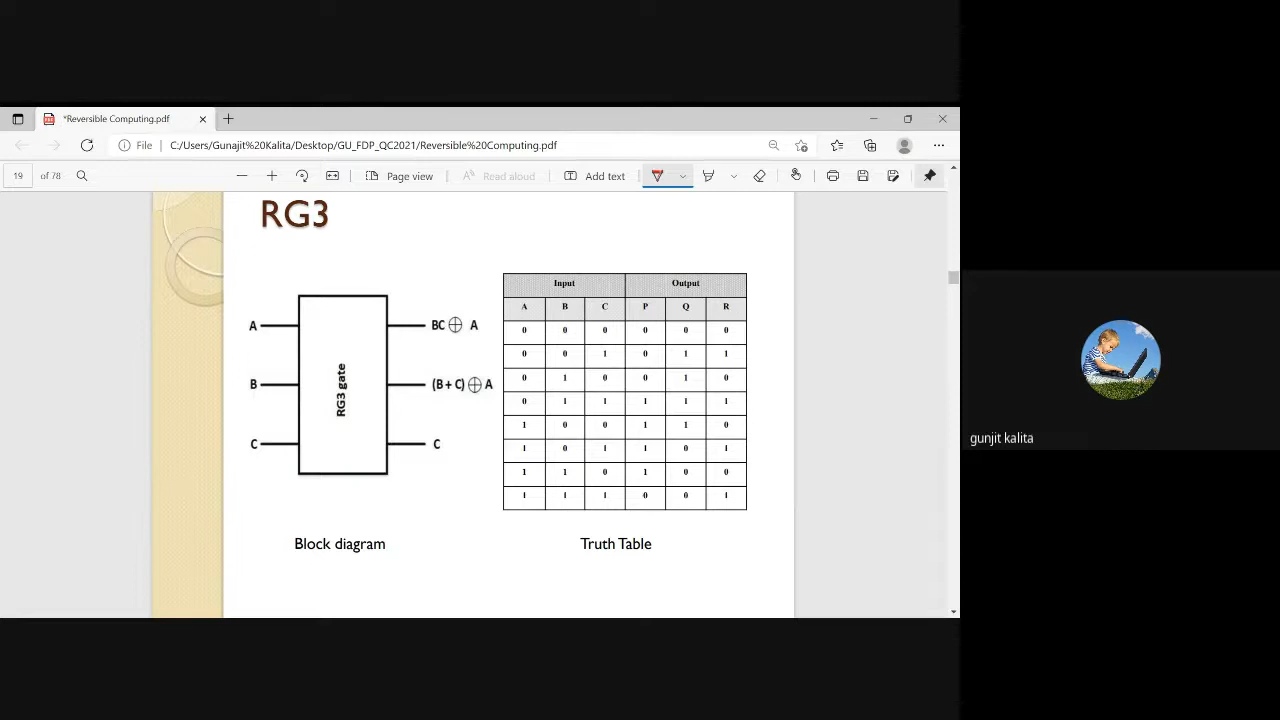 *Reversible Computing.pdf
File C:/Users/Gunajit%20Kalita/Desktop/GU_FDP_QC2021/Reversible%20Computing.pdf
19 of 78 Page view Read aloud Add text
RG3
A BC ⊕ A
B (B + C) ⊕ A
C C
RG3 gate
Block diagram
Input Output
A B C P Q R
0 0 0 0 0 0
0 0 1 0 1 1
0 1 0 0 1 0
0 1 1 1 1 1
1 0 0 1 1 0
1 0 1 1 0 1
1 1 0 1 0 0
1 1 1 0 0 1
Truth Table
gunjit kalita